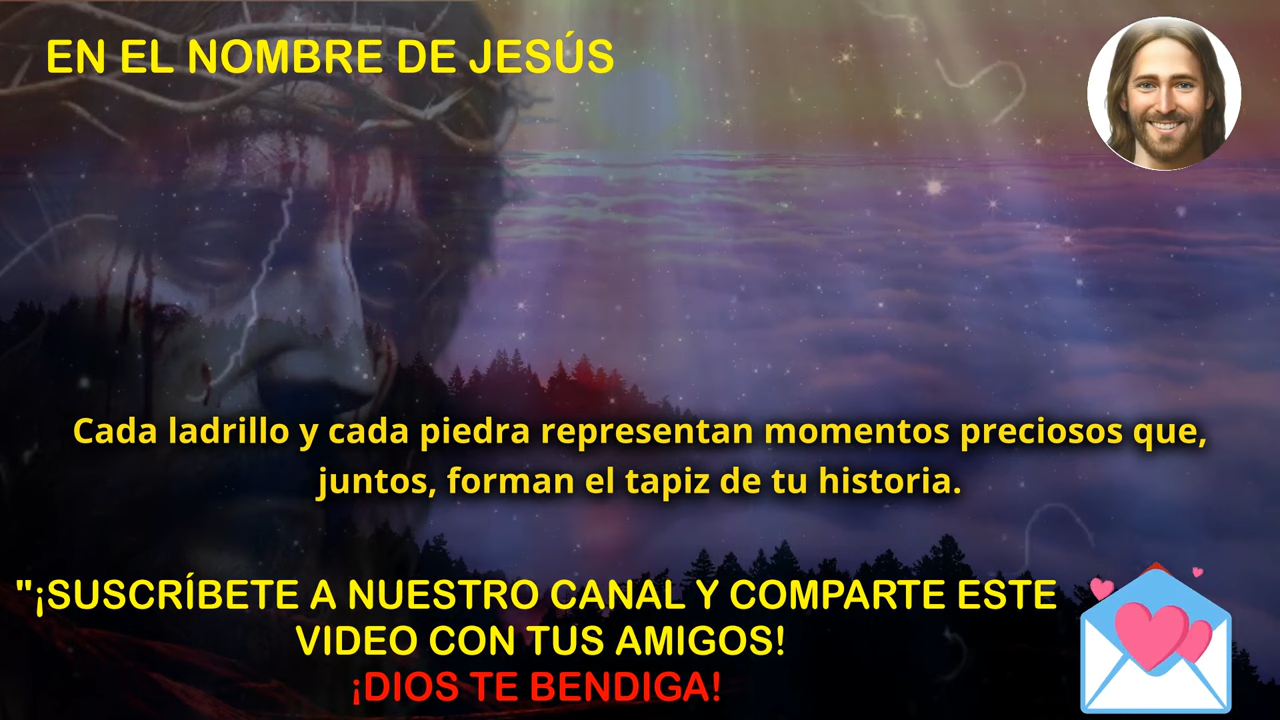 EN EL NOMBRE DE JESÚS
Cada ladrillo y cada piedra representan momentos preciosos que,
juntos, forman el tapiz de tu historia.
"¡SUSCRÍBETE A NUESTRO CANAL Y COMPARTE ESTE
VIDEO CON TUS AMIGOS!
¡DIOS TE BENDIGA!